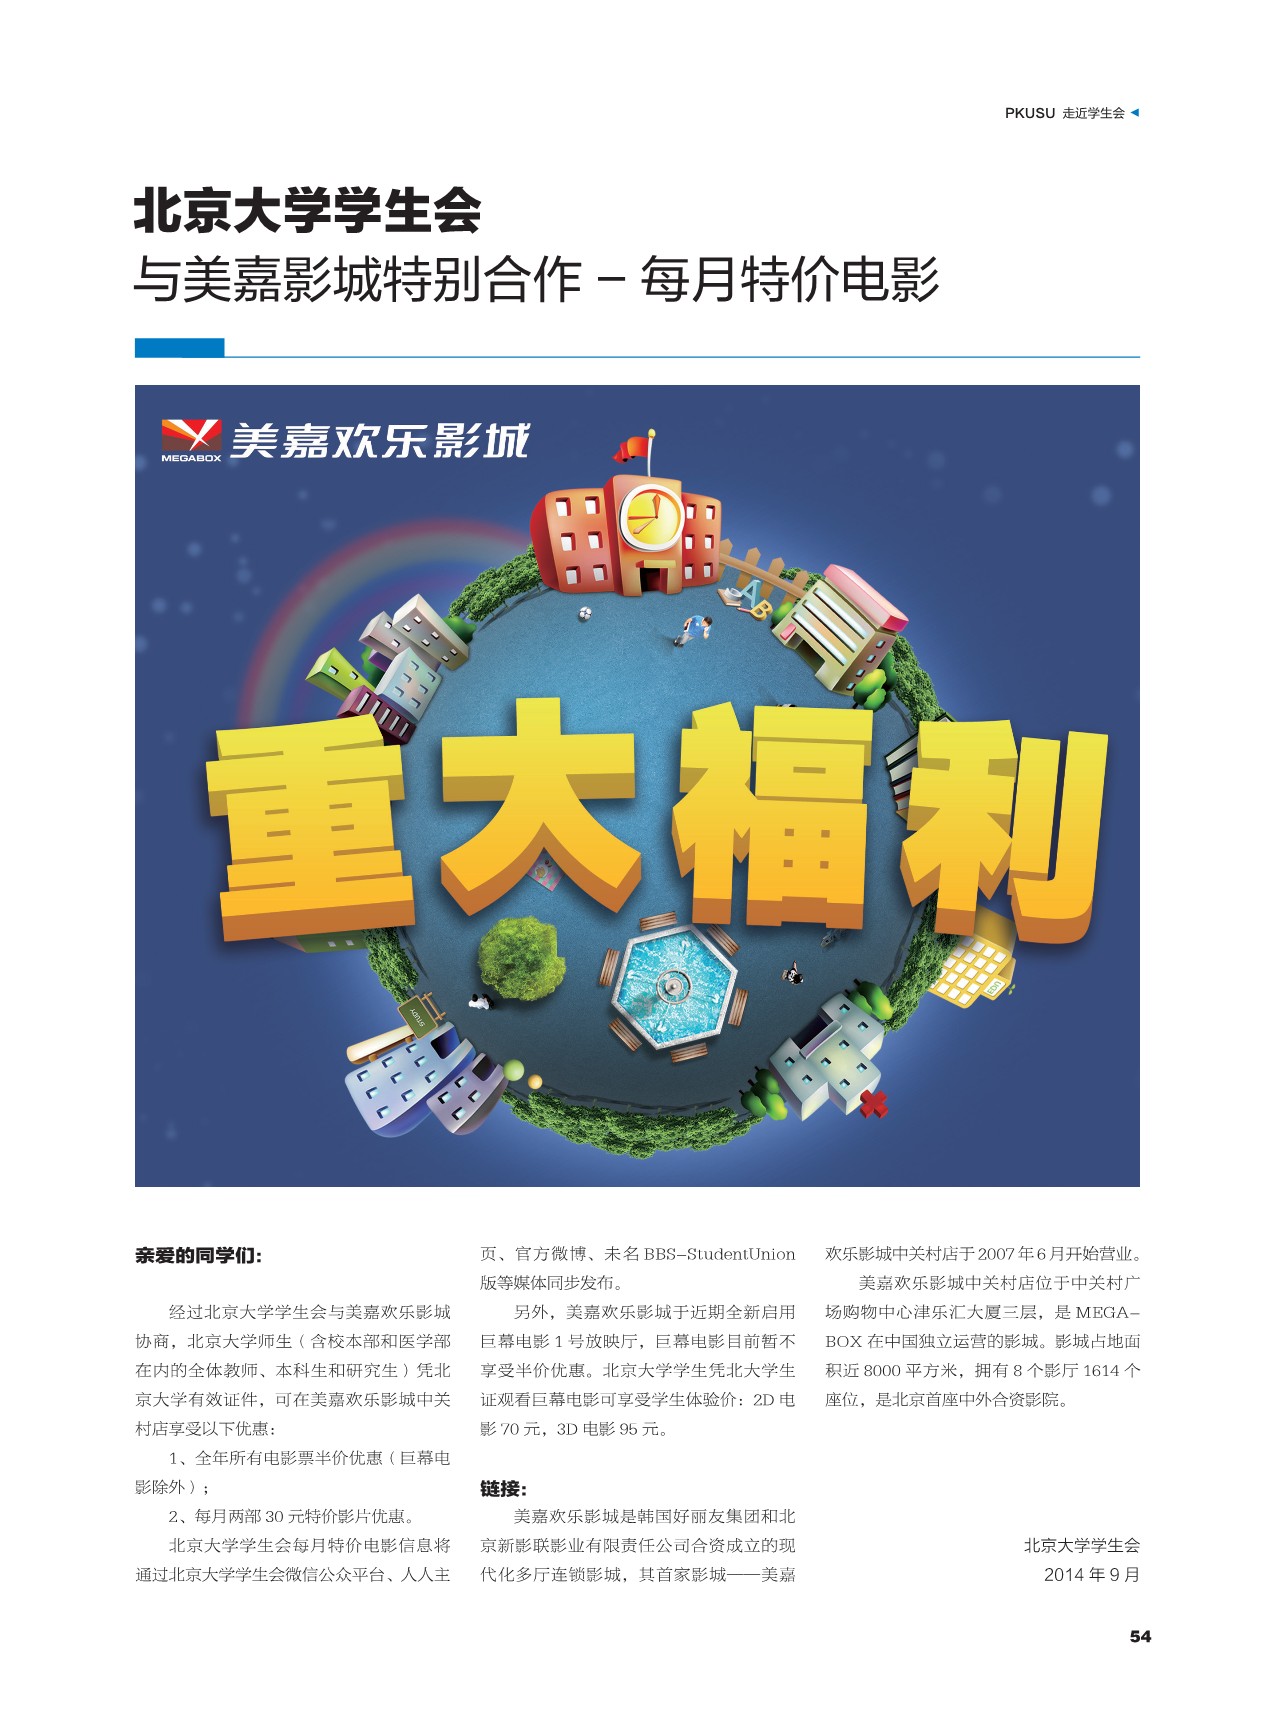 PKUSU 走近学生会
北京大学学生会
与美嘉影城特别合作 – 每月特价电影
MEGABOX
美嘉欢乐影城
A
B
重大福利
STUDY
亲爱的同学们：
经过北京大学学生会与美嘉欢乐影城
协商，北京大学师生（含校本部和医学部
在内的全体教师、本科生和研究生）凭北
京大学有效证件，可在美嘉欢乐影城中关
村店享受以下优惠：
1、全年所有电影票半价优惠（巨幕电
影除外）；
2、每月两部 30 元特价影片优惠。
北京大学学生会每月特价电影信息将
通过北京大学学生会微信公众平台、人人主
页、官方微博、未名 BBS–StudentUnion
版等媒体同步发布。
另外，美嘉欢乐影城于近期全新启用
巨幕电影 1 号放映厅，巨幕电影目前暂不
享受半价优惠。北京大学学生凭北大学生
证观看巨幕电影可享受学生体验价：2D 电
影 70 元，3D 电影 95 元。
链接：
美嘉欢乐影城是韩国好丽友集团和北
京新影联影业有限责任公司合资成立的现
代化多厅连锁影城，其首家影城——美嘉
欢乐影城中关村店于 2007 年 6 月开始营业。
美嘉欢乐影城中关村店位于中关村广
场购物中心津乐汇大厦三层，是 MEGA–
BOX 在中国独立运营的影城。影城占地面
积近 8000 平方米，拥有 8 个影厅 1614 个
座位，是北京首座中外合资影院。
北京大学学生会
2014 年 9 月
54